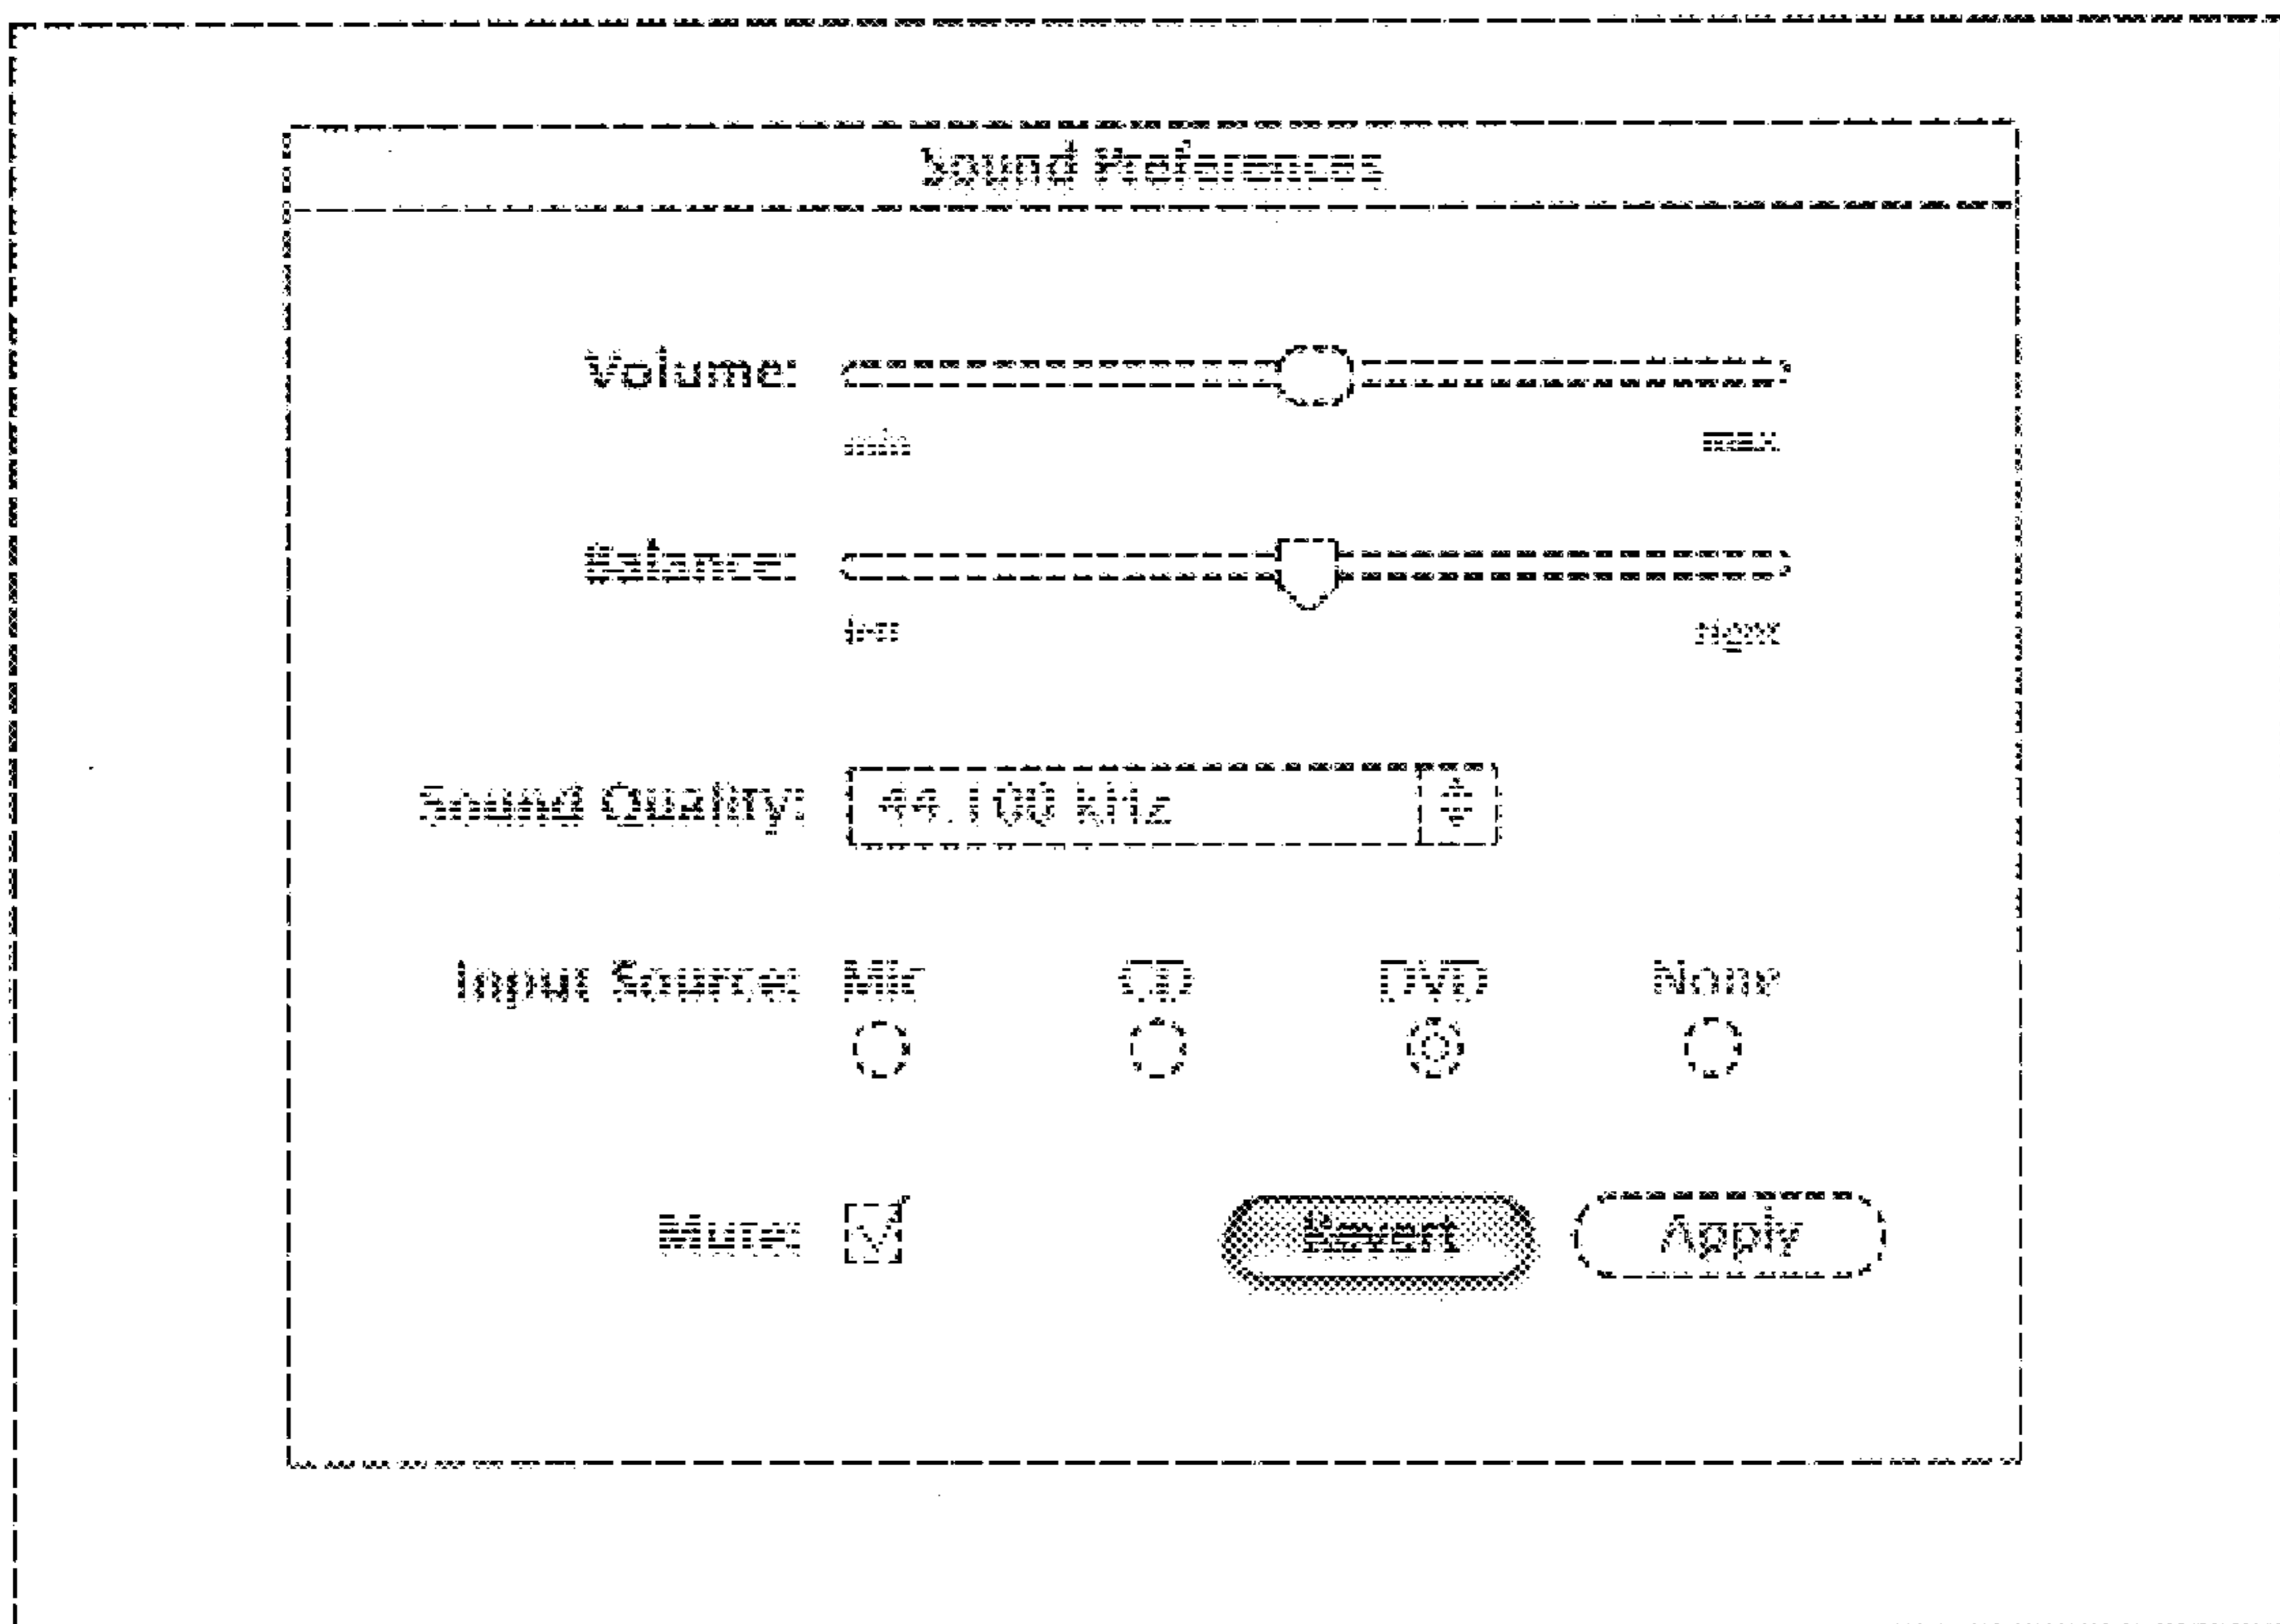 Sound Preferences
Volume:
min max
Balance:
left right
Sound Quality: 44.100 kHz
Input Source: Mic CD DVD None
Mute: Revert Apply